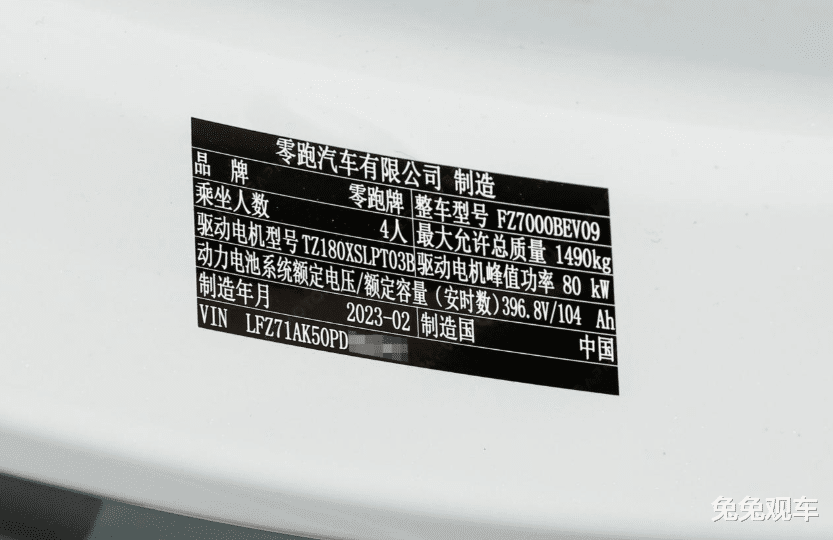 零跑汽车有限公司 制造
品 牌 零跑牌 整车型号 FZ7000BEV09
乘坐人数 4人 最大允许总质量 1490kg
驱动电机型号 TZ180XSLPT03B 驱动电机峰值功率 80 kW
动力电池系统额定电压/额定容量 (安时数) 396.8V/104 Ah
制造年月 2023-02 制造国 中国
VIN LFZ71AK50PD
兔兔观车